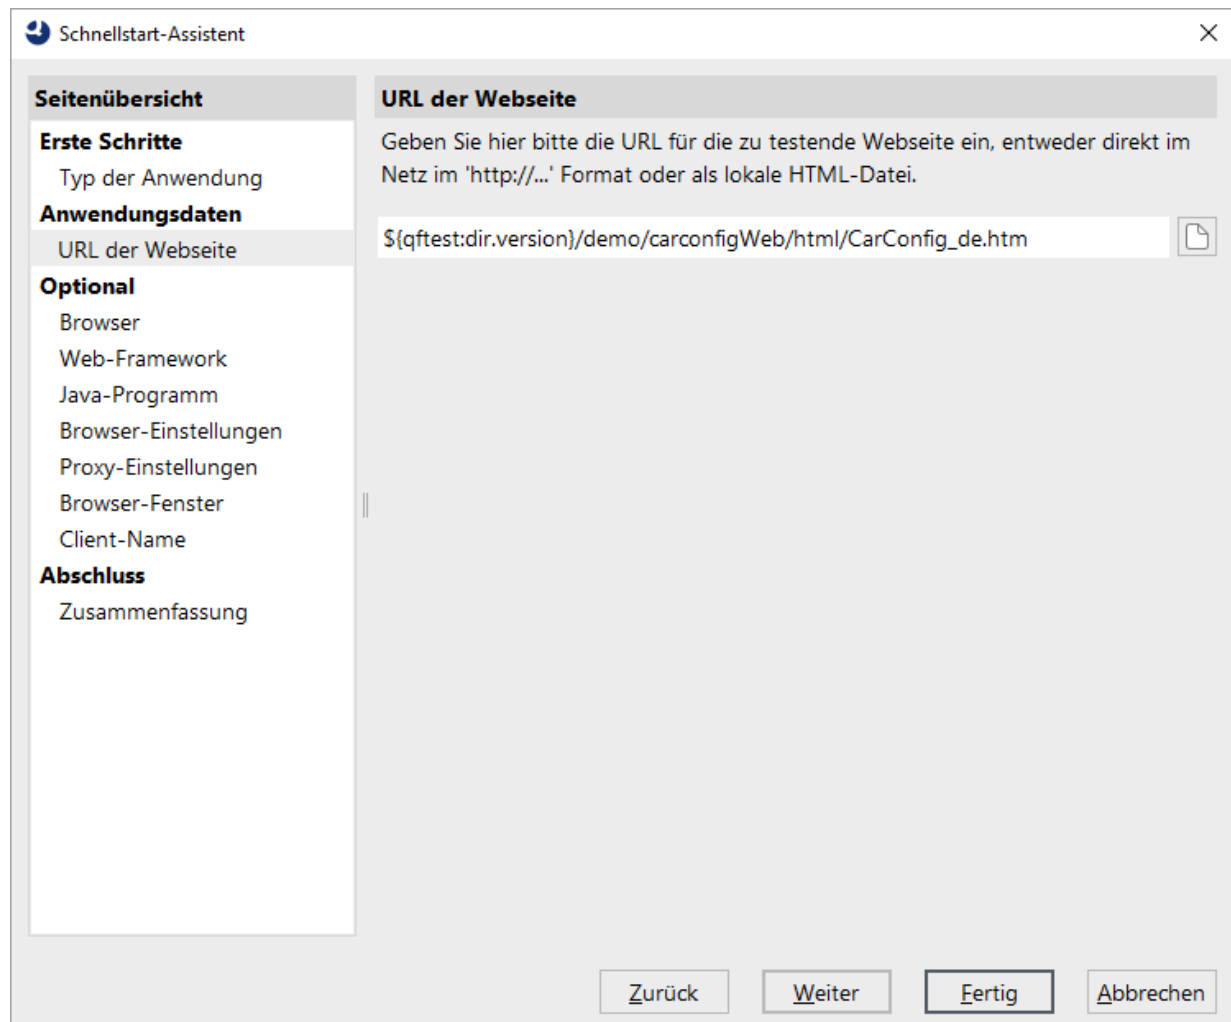 Schnellstart-Assistent
Seitenübersicht
Erste Schritte
Typ der Anwendung
Anwendungsdaten
URL der Webseite
Optional
Browser
Web-Framework
Java-Programm
Browser-Einstellungen
Proxy-Einstellungen
Browser-Fenster
Client-Name
Abschluss
Zusammenfassung
URL der Webseite
Geben Sie hier bitte die URL für die zu testende Webseite ein, entweder direkt im
Netz im 'http://...' Format oder als lokale HTML-Datei.
${qftest:dir.version}/demo/carconfigWeb/html/CarConfig_de.htm
Zurück
Weiter
Fertig
Abbrechen